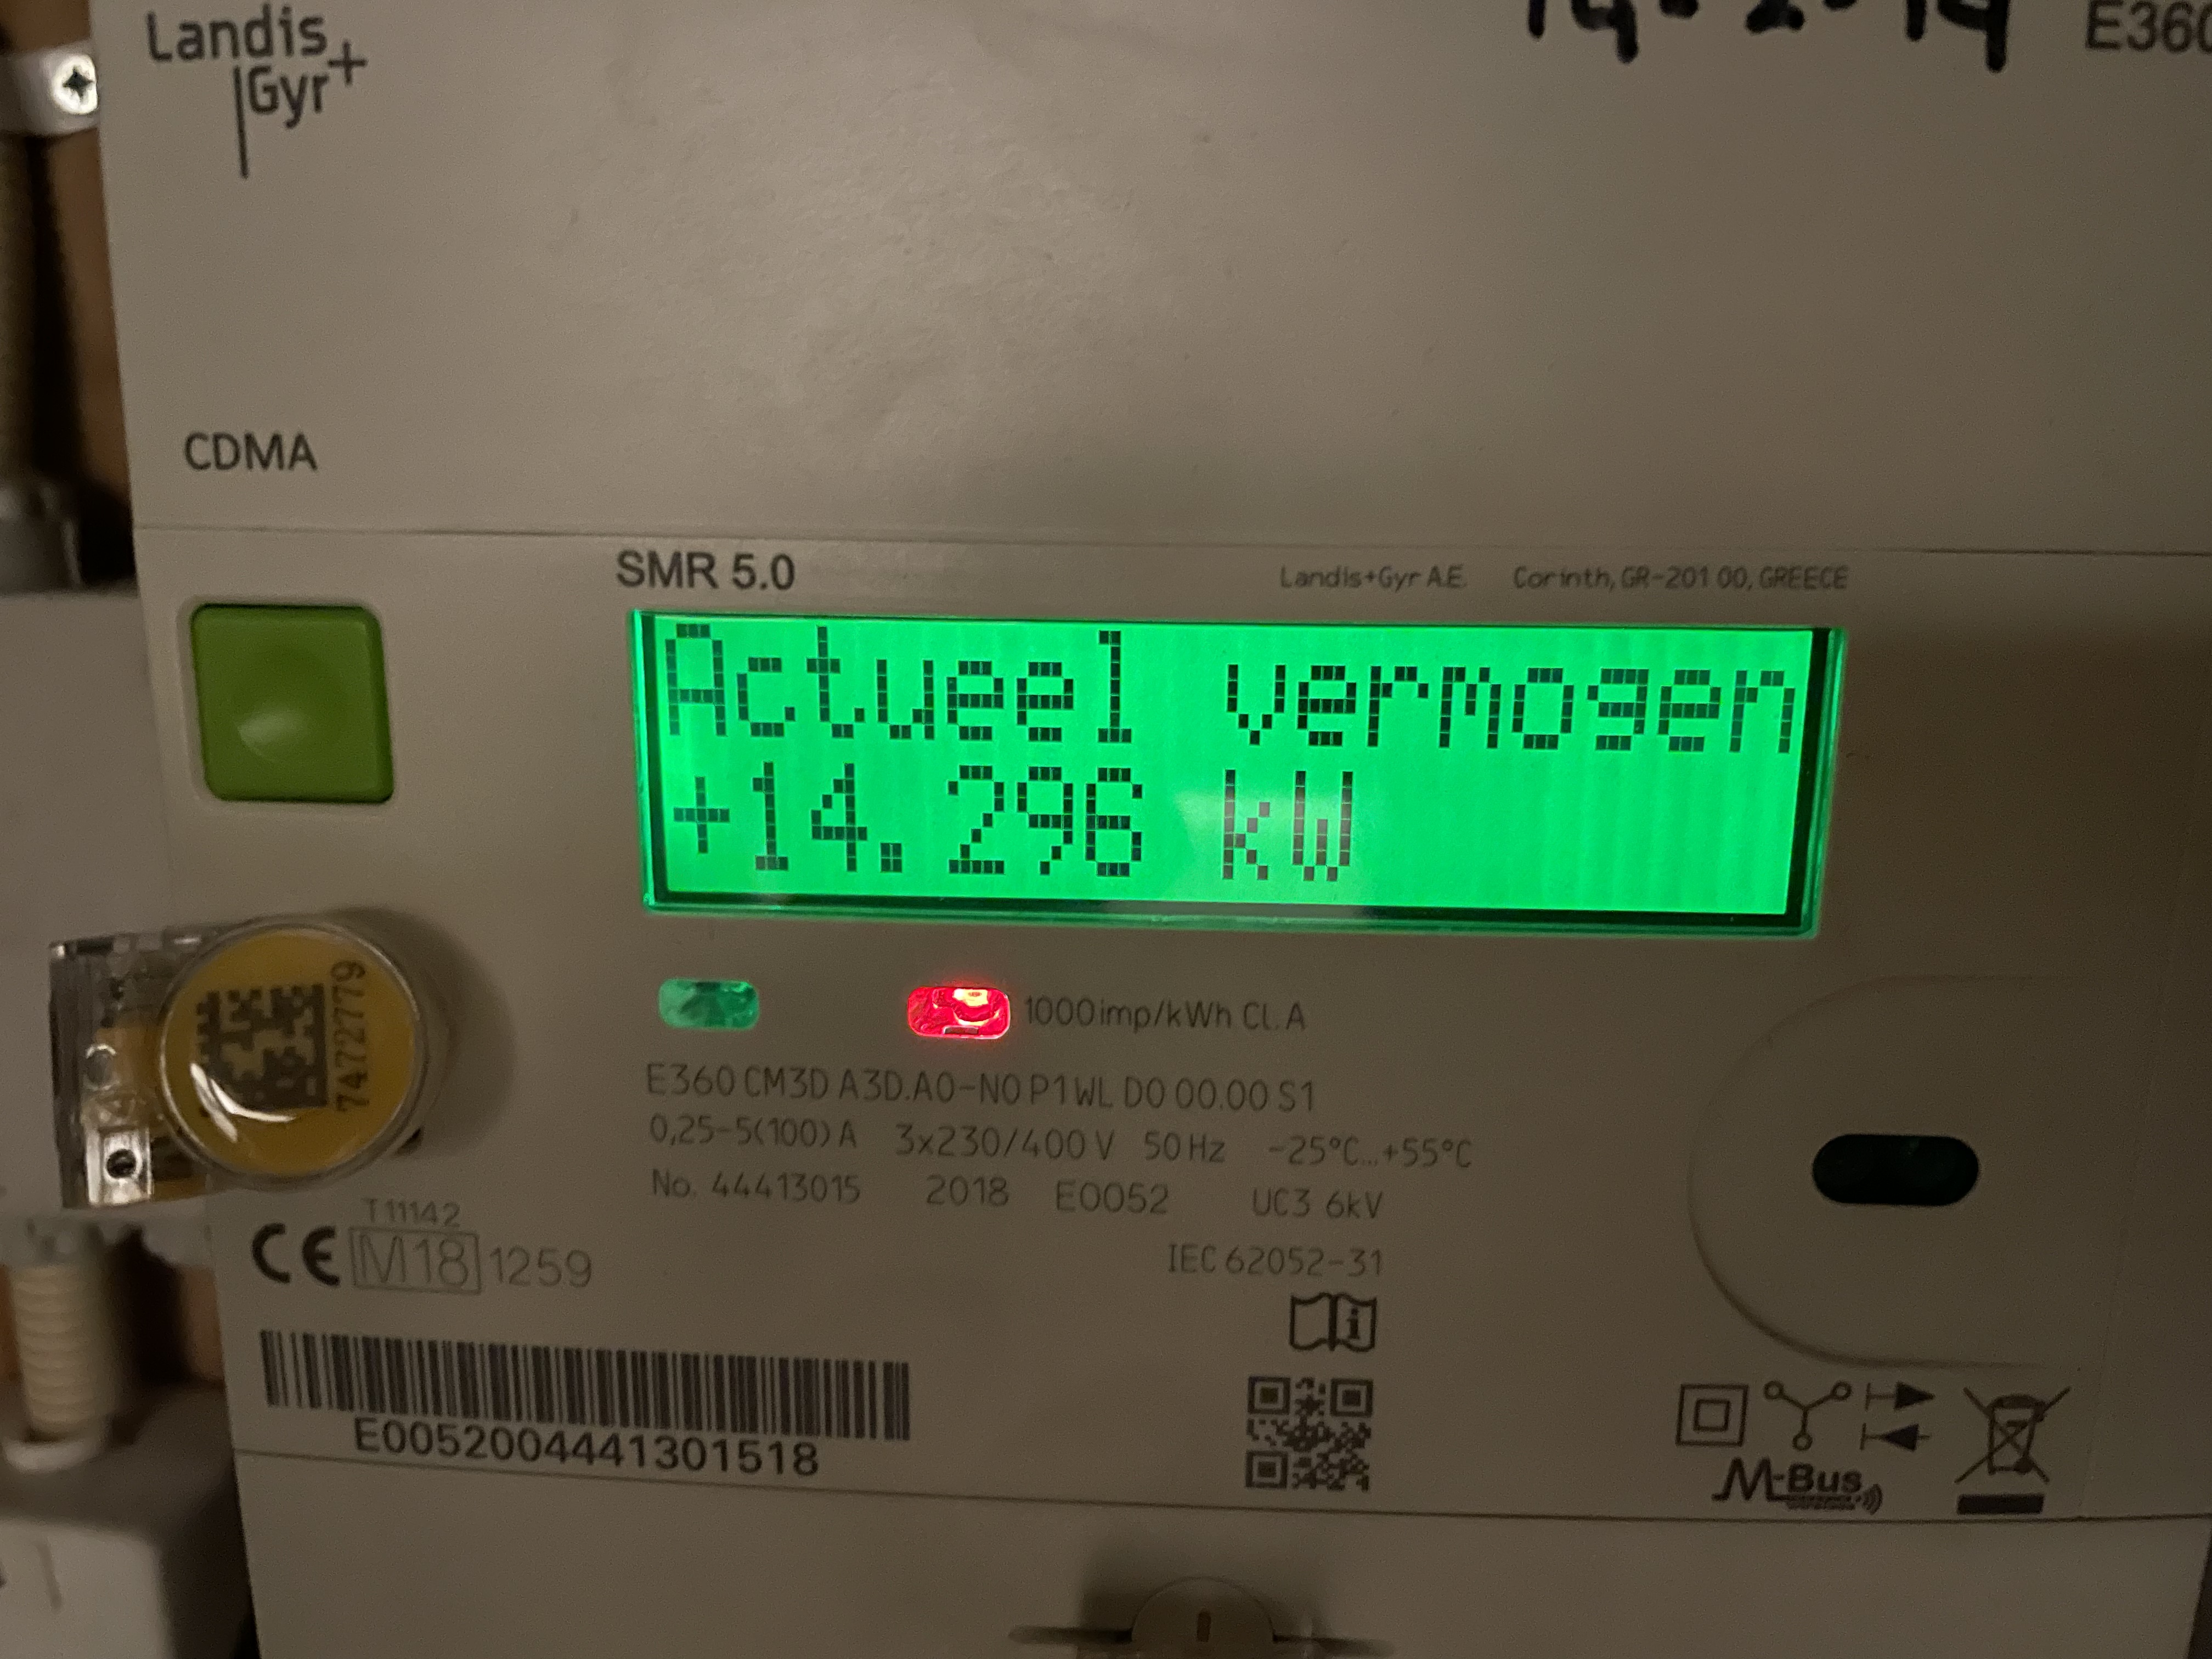 Landis
Gyr+
E360
CDMA
SMR 5.0
Landis+Gyr A.E. Corinth, GR-201 00, GREECE
Actueel vermogen
+14.296 kW
1000imp/kWh Cl. A
7472779
E360 CM3D A3D.A0-N0 P1WL D0 00.00 S1
0,25-5(100) A 3x230/400 V 50 Hz -25°C...+55°C
No. 44413015 2018 E0052 UC3 6kV
T11142
CE M18 1259
IEC 62052-31
i
E0052004441301518
M-Bus